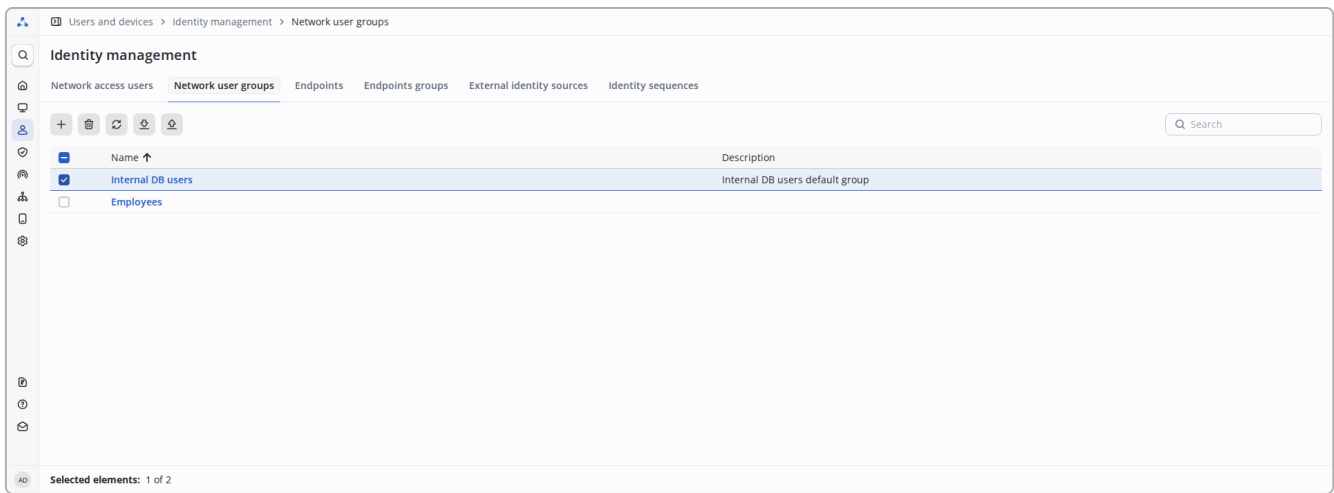 Users and devices > Identity management > Network user groups
Identity management
Network access users Network user groups Endpoints Endpoints groups External identity sources Identity sequences
Search
Name Description
Internal DB users Internal DB users default group
Employees
AD Selected elements: 1 of 2